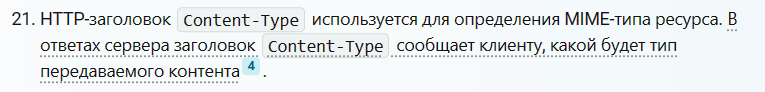 21. HTTP-заголовок Content-Type используется для определения MIME-типа ресурса. В
ответах сервера заголовок Content-Type сообщает клиенту, какой будет тип
передаваемого контента 4 .